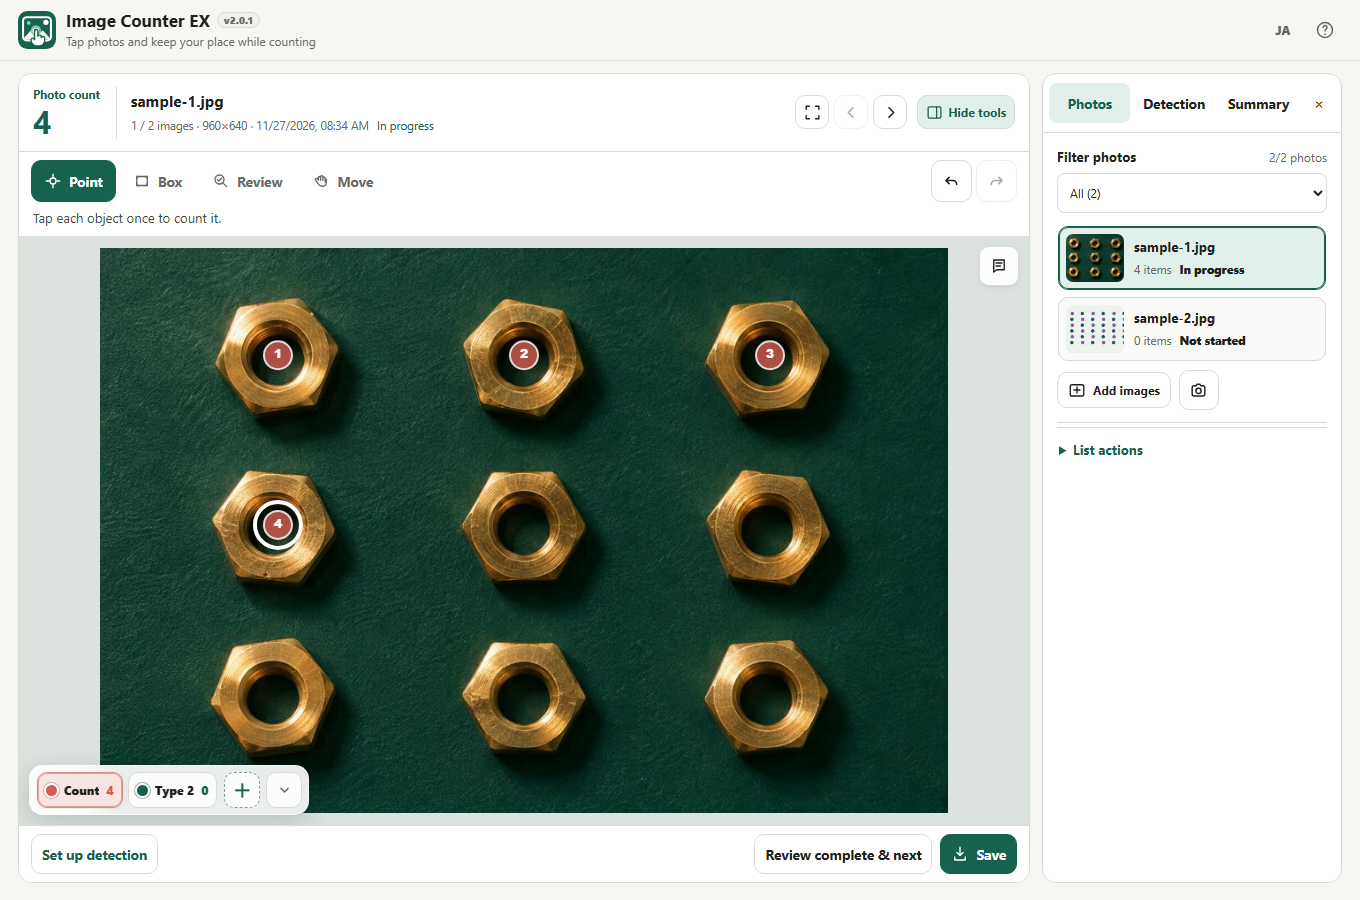 Image Counter EX v2.0.1
Tap photos and keep your place while counting
JA
Photo count
4
sample-1.jpg
1 / 2 images · 960×640 · 11/27/2026, 08:34 AM In progress
Hide tools
Point
Box
Review
Move
Tap each object once to count it.
1
2
3
4
Count 4
Type 2 0
Set up detection
Review complete & next
Save
Photos
Detection
Summary
×
Filter photos
2/2 photos
All (2)
sample-1.jpg
4 items In progress
sample-2.jpg
0 items Not started
Add images
List actions